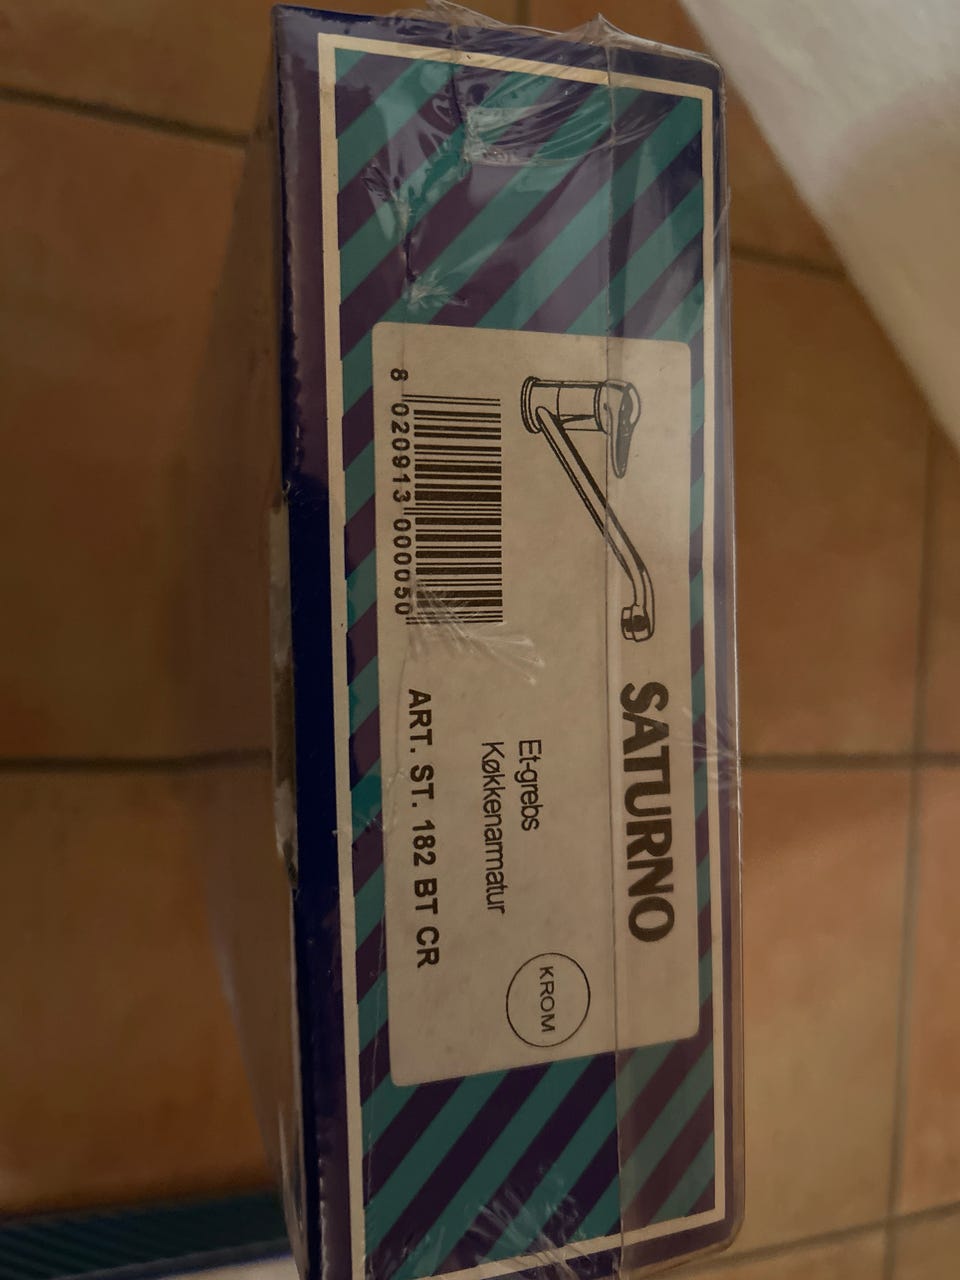 SATURNO
Et-grebs
Køkkenarmatur
KROM
8 020913 000050
ART. ST. 182 BT CR